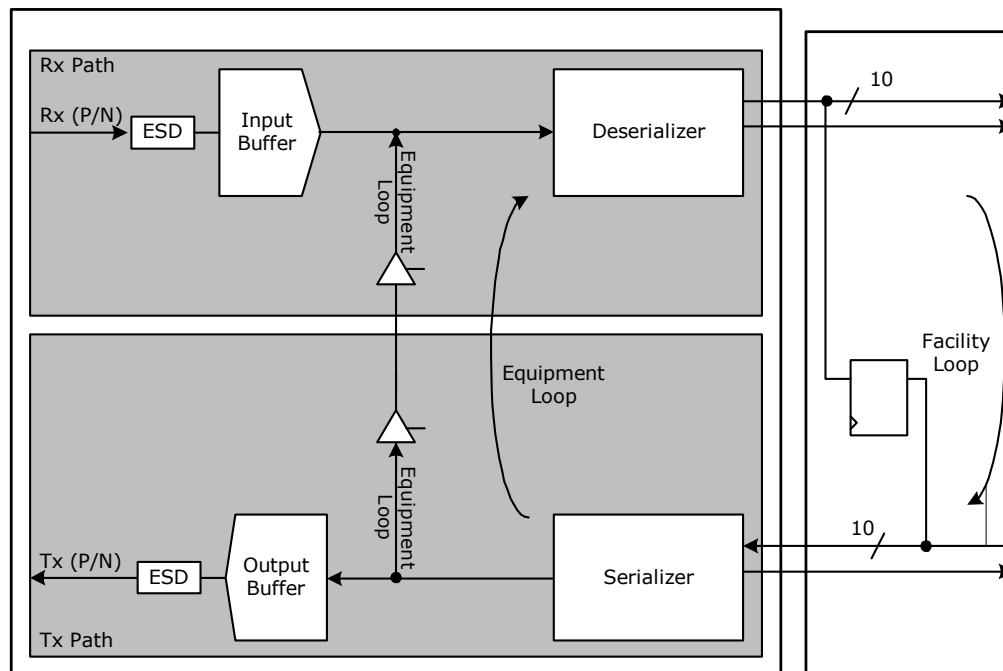 Rx Path
Rx (P/N)
ESD
Input
Buffer
Deserializer
10
Equipment
Loop
Equipment
Loop
Facility
Loop
Equipment
Loop
10
Tx (P/N)
ESD
Output
Buffer
Serializer
Tx Path